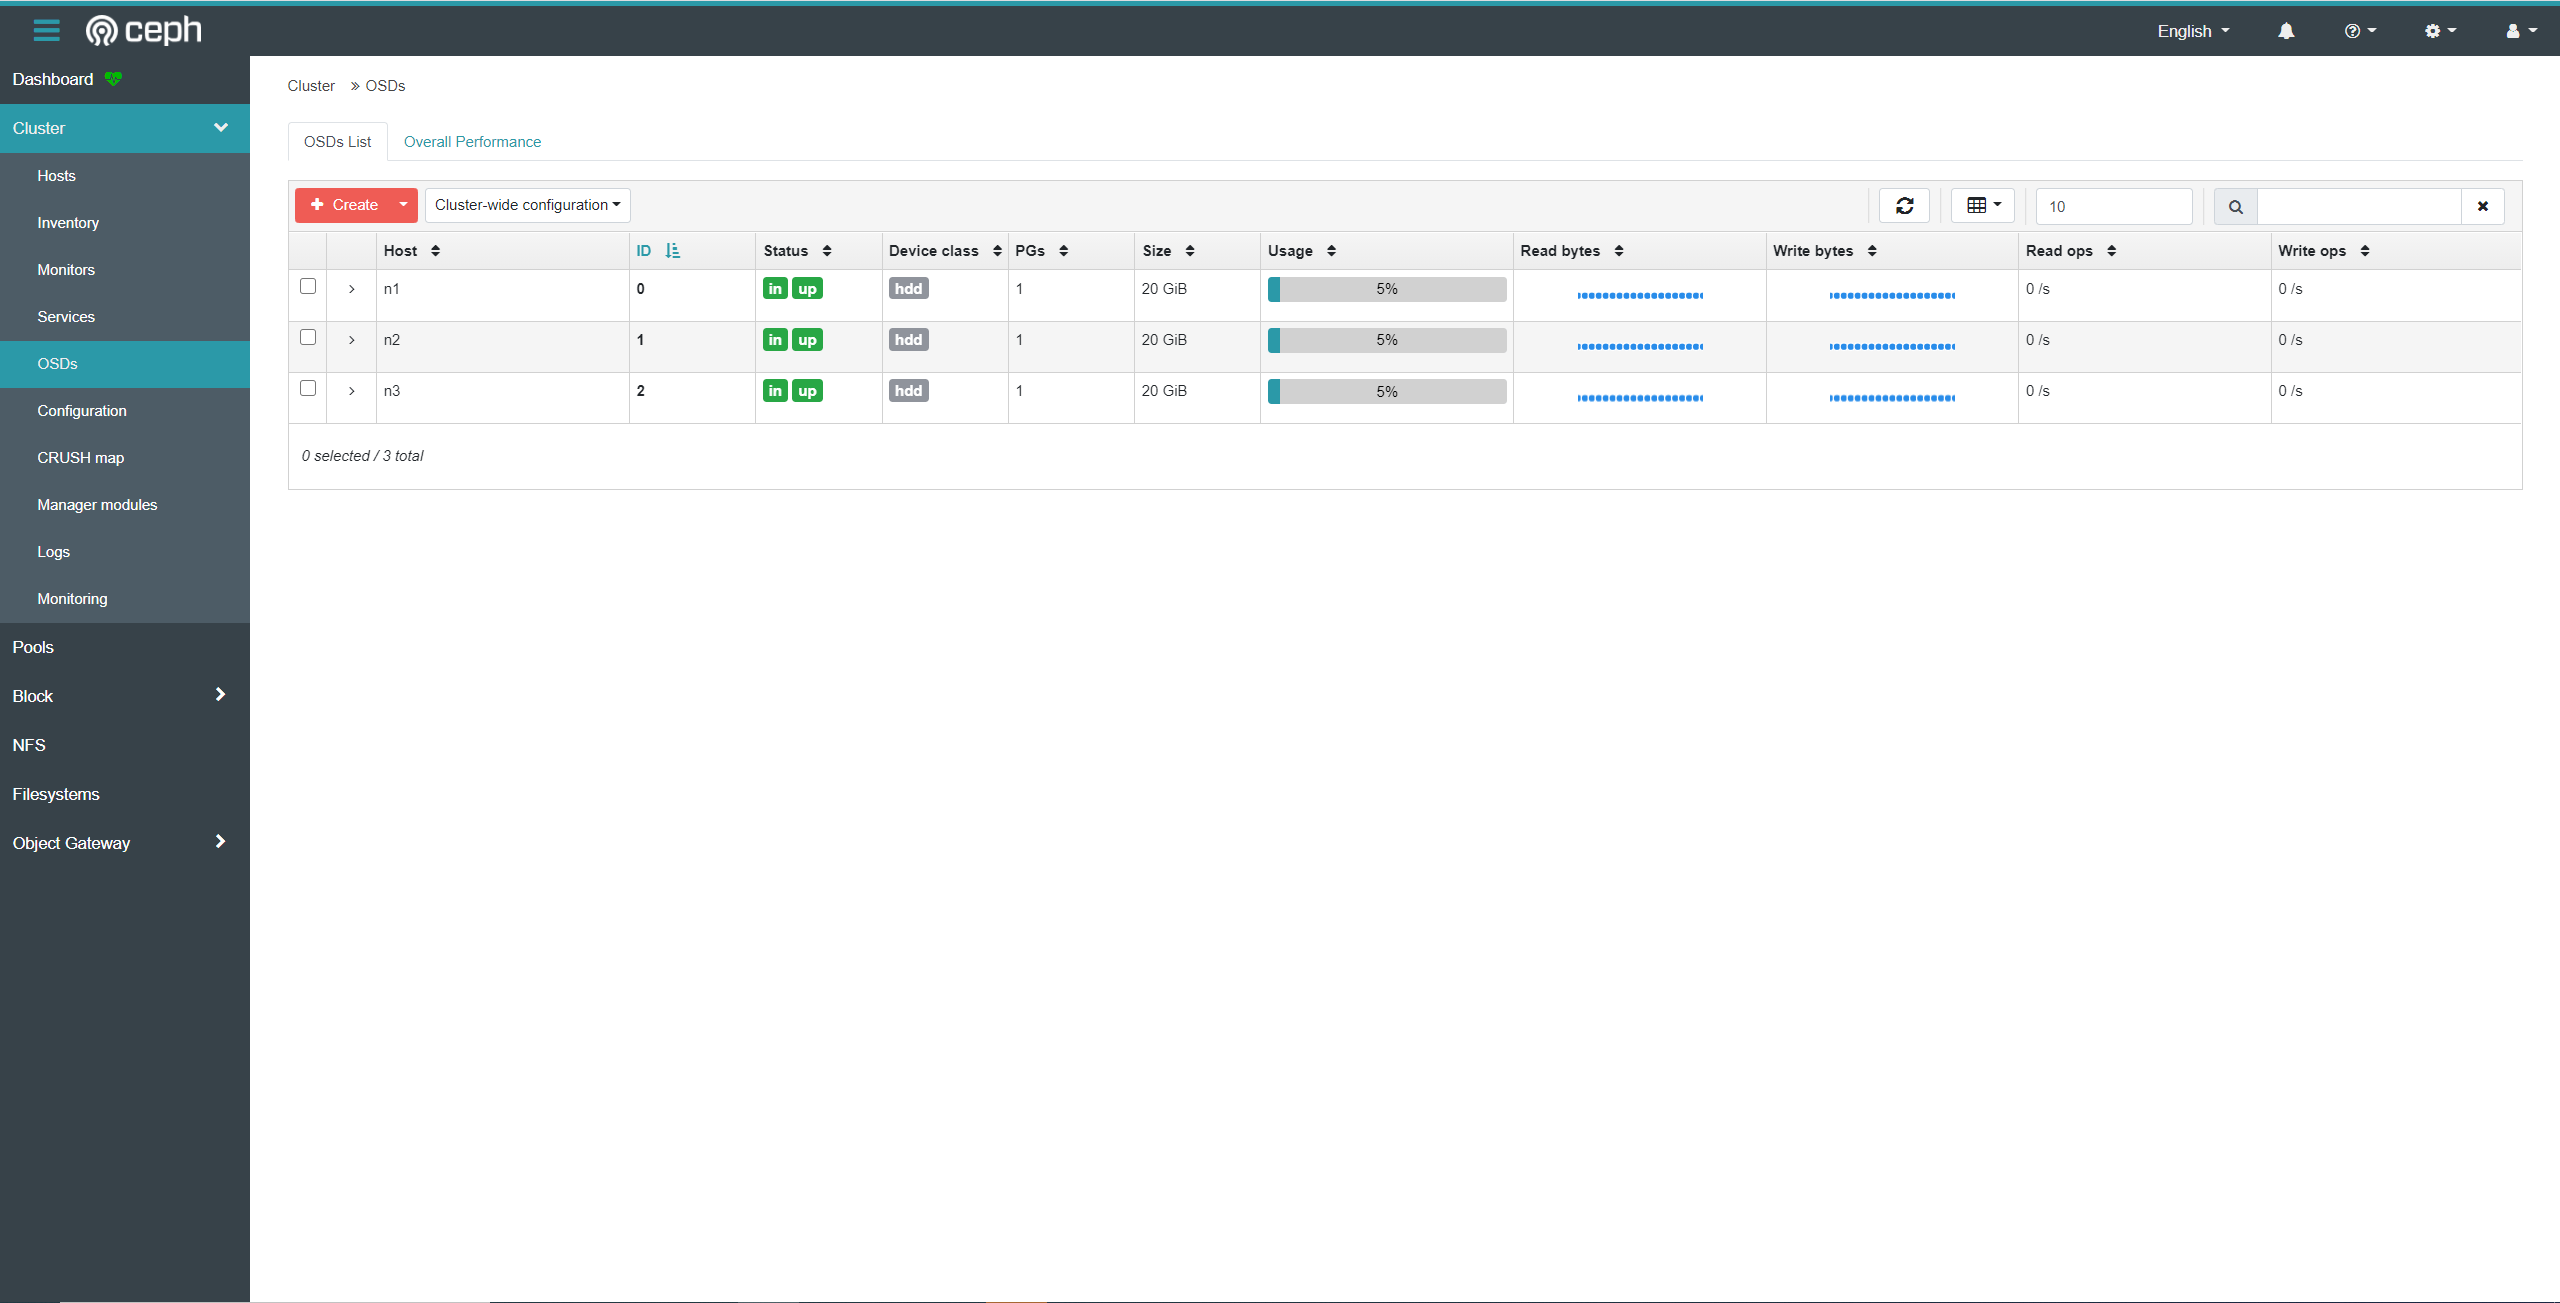 ceph
English
Dashboard
Cluster
Hosts
Inventory
Monitors
Services
OSDs
Configuration
CRUSH map
Manager modules
Logs
Monitoring
Pools
Block
NFS
Filesystems
Object Gateway
Cluster » OSDs
OSDs List Overall Performance
Create Cluster-wide configuration 10
Host ID Status Device class PGs Size Usage Read bytes Write bytes Read ops Write ops
n1 0 in up hdd 1 20 GiB 5% 0 /s 0 /s
n2 1 in up hdd 1 20 GiB 5% 0 /s 0 /s
n3 2 in up hdd 1 20 GiB 5% 0 /s 0 /s
0 selected / 3 total